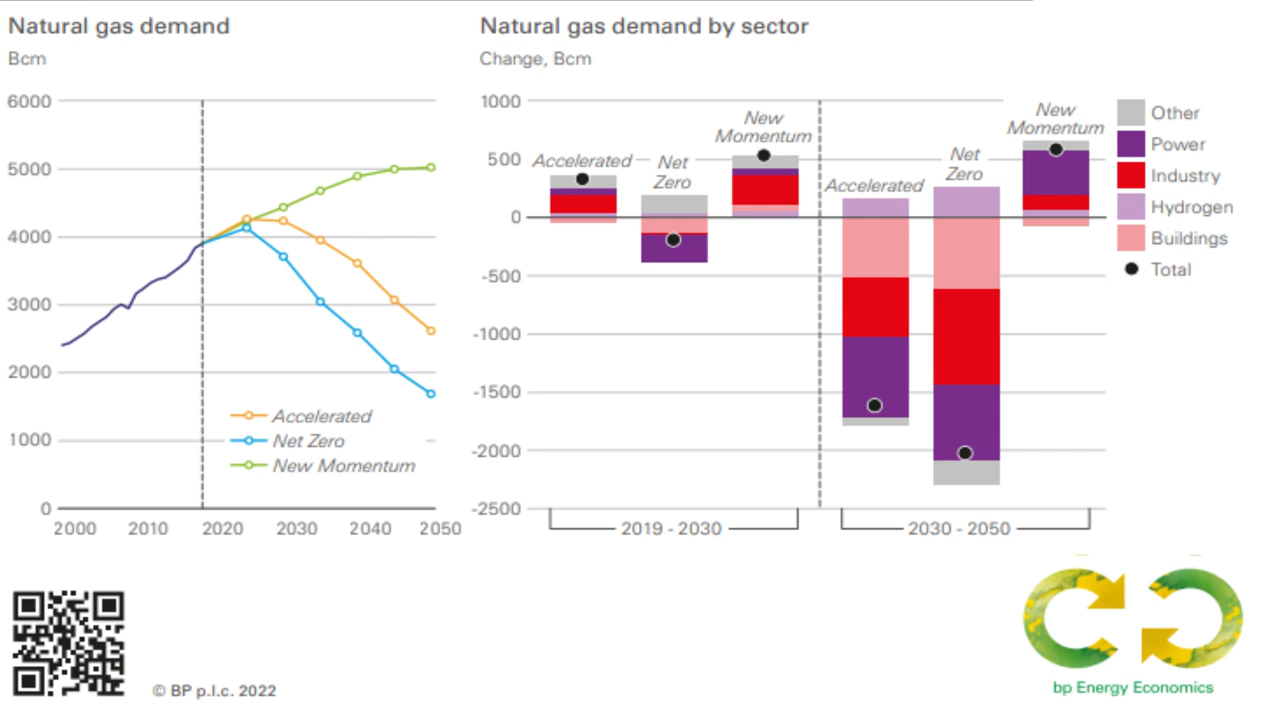 Natural gas demand
Bcm
6000
5000
4000
3000
2000
1000
0
Accelerated
Net Zero
New Momentum
2000 2010 2020 2030 2040 2050
Natural gas demand by sector
Change, Bcm
1000
500
0
-500
-1000
-1500
-2000
-2500
Accelerated
Net
Zero
New
Momentum
Accelerated
Net
Zero
New
Momentum
2019 - 2030
2030 - 2050
Other
Power
Industry
Hydrogen
Buildings
Total
© BP p.l.c. 2022
bp Energy Economics